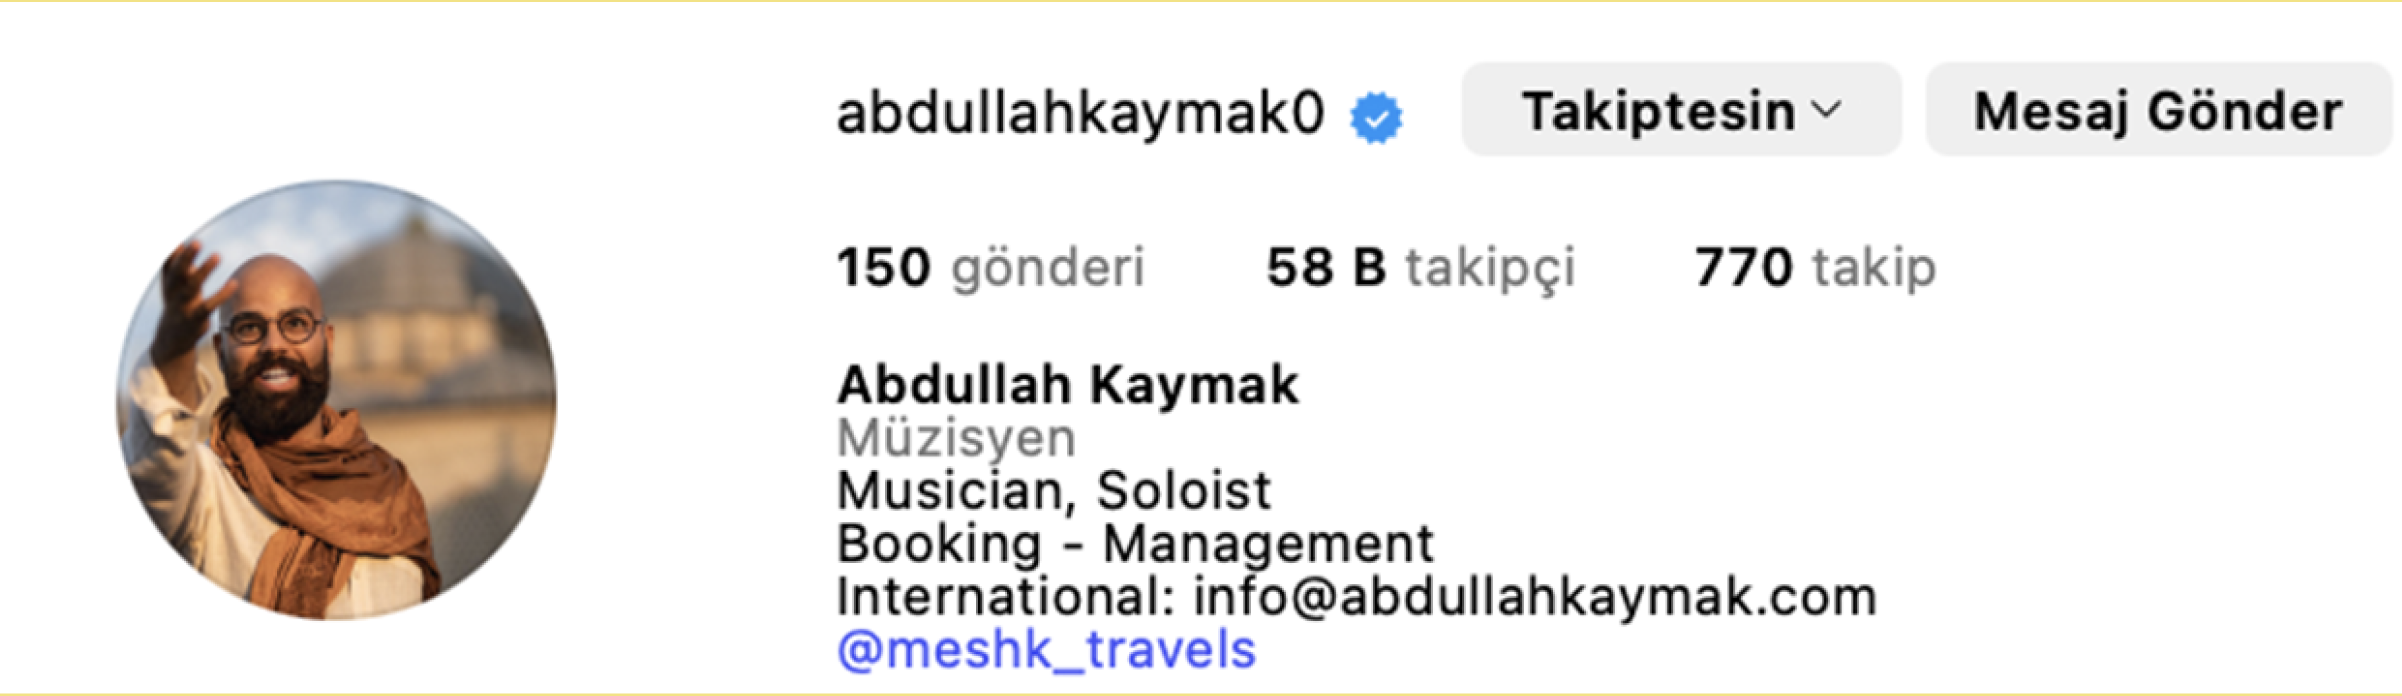 abdullahkaymak0 Takiptesin Mesaj Gönder
150 gönderi 58 B takipçi 770 takip
Abdullah Kaymak
Müzisyen
Musician, Soloist
Booking - Management
International: info@abdullahkaymak.com
@meshk_travels